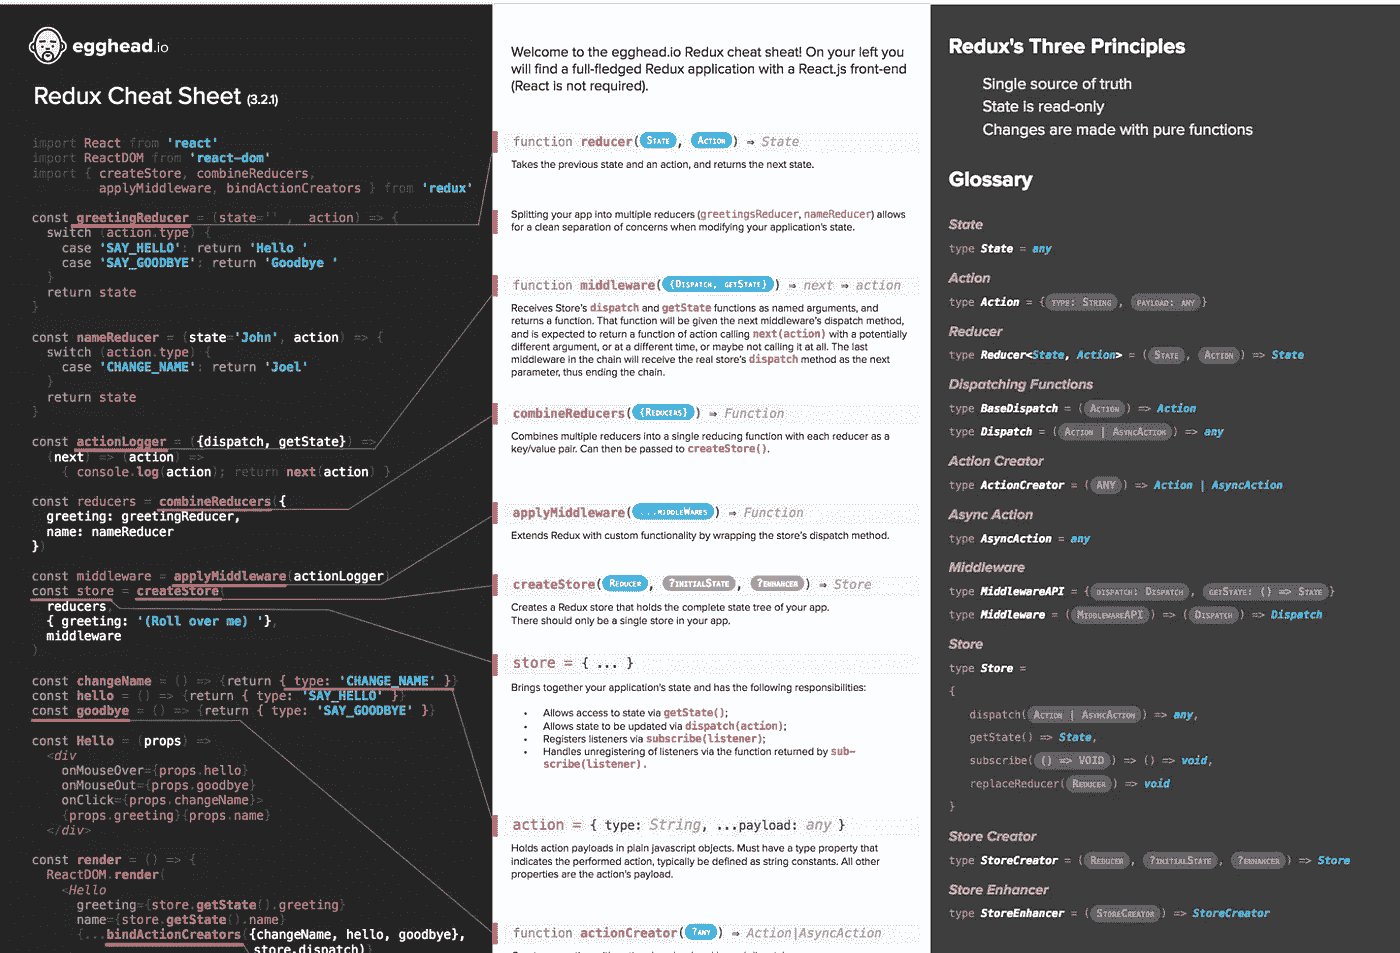 egghead.io
Redux Cheat Sheet (3.2.1)
import React from 'react'
import ReactDOM from 'react-dom'
import { createStore, combineReducers,
applyMiddleware, bindActionCreators } from 'redux'
const greetingReducer = (state='' , action) => {
switch (action.type) {
case 'SAY_HELLO': return 'Hello '
case 'SAY_GOODBYE': return 'Goodbye '
}
return state
}
const nameReducer = (state='John', action) => {
switch (action.type) {
case 'CHANGE_NAME': return 'Joel'
}
return state
}
const actionLogger = ({dispatch, getState}) =>
(next) => (action) =>
{ console.log(action); return next(action) }
const reducers = combineReducers({
greeting: greetingReducer,
name: nameReducer
})
const middleware = applyMiddleware(actionLogger)
const store = createStore(
reducers,
{ greeting: '(Roll over me) '},
middleware
)
const changeName = () => {return { type: 'CHANGE_NAME' }}
const hello = () => {return { type: 'SAY_HELLO' }}
const goodbye = () => {return { type: 'SAY_GOODBYE' }}
const Hello = (props) =>
<div
onMouseOver={props.hello}
onMouseOut={props.goodbye}
onClick={props.changeName}>
{props.greeting}{props.name}
</div>
const render = () => {
ReactDOM.render(
<Hello
greeting={store.getState().greeting}
name={store.getState().name}
{...bindActionCreators({changeName, hello, goodbye},
store.dispatch)}
Welcome to the egghead.io Redux cheat sheet! On your left you
will find a full-fledged Redux application with a React.js front-end
(React is not required).
function reducer(State, Action) ⇒ State
Takes the previous state and an action, and returns the next state.
Splitting your app into multiple reducers (greetingsReducer, nameReducer) allows
for a clean separation of concerns when modifying your application's state.
function middleware({Dispatch, getState}) ⇒ next ⇒ action
Receives Store's dispatch and getState functions as named arguments, and
returns a function. That function will be given the next middleware's dispatch method,
and is expected to return a function of action calling next(action) with a potentially
different argument, or at a different time, or maybe not calling it at all. The last
middleware in the chain will receive the real store's dispatch method as the next
parameter, thus ending the chain.
combineReducers({Reducers}) ⇒ Function
Combines multiple reducers into a single reducing function with each reducer as a
key/value pair. Can then be passed to createStore().
applyMiddleware(...middleWares) ⇒ Function
Extends Redux with custom functionality by wrapping the store's dispatch method.
createStore(Reducer, ?initialState, ?enhancer) ⇒ Store
Creates a Redux store that holds the complete state tree of your app.
There should only be a single store in your app.
store = { ... }
Brings together your application's state and has the following responsibilities:
• Allows access to state via getState();
• Allows state to be updated via dispatch(action);
• Registers listeners via subscribe(listener);
• Handles unregistering of listeners via the function returned by sub-
scribe(listener).
action = { type: String, ...payload: any }
Holds action payloads in plain javascript objects. Must have a type property that
indicates the performed action, typically be defined as string constants. All other
properties are the action's payload.
function actionCreator(?any) ⇒ Action|AsyncAction
Redux's Three Principles
Single source of truth
State is read-only
Changes are made with pure functions
Glossary
State
type State = any
Action
type Action = {type: String, payload: any}
Reducer
type Reducer<State, Action> = (State, Action) => State
Dispatching Functions
type BaseDispatch = (Action) => Action
type Dispatch = (Action | AsyncAction) => any
Action Creator
type ActionCreator = (any) => Action | AsyncAction
Async Action
type AsyncAction = any
Middleware
type MiddlewareAPI = {dispatch: Dispatch, getState: () => State}
type Middleware = (MiddlewareAPI) => (Dispatch) => Dispatch
Store
type Store =
{
dispatch(Action | AsyncAction) => any,
getState() => State,
subscribe(() => void) => () => void,
replaceReducer(Reducer) => void
}
Store Creator
type StoreCreator = (Reducer, ?initialState, ?enhancer) => Store
Store Enhancer
type StoreEnhancer = (StoreCreator) => StoreCreator